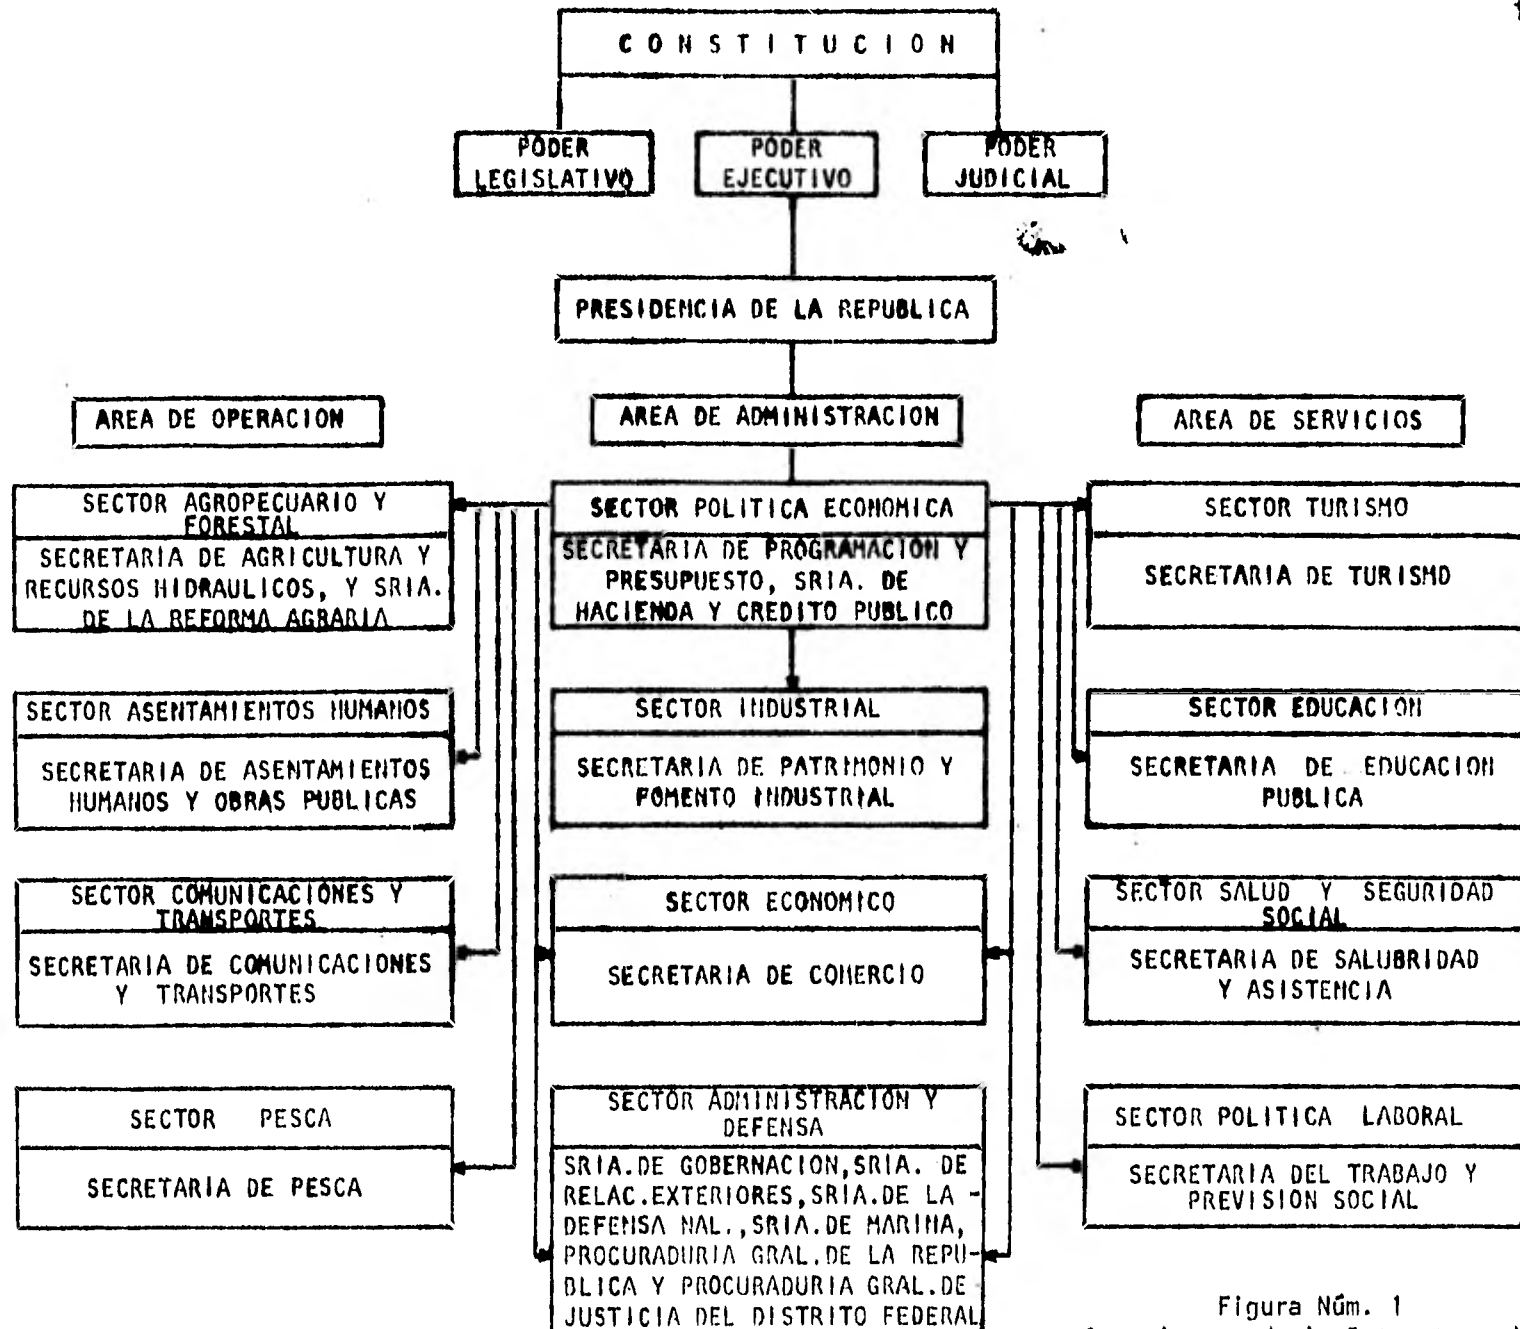 CONSTITUCION
PODER
LEGISLATIVO
PODER
EJECUTIVO
PODER
JUDICIAL
PRESIDENCIA DE LA REPUBLICA
AREA DE OPERACION
AREA DE ADMINISTRACION
AREA DE SERVICIOS
SECTOR AGROPECUARIO Y
FORESTAL
SECRETARIA DE AGRICULTURA Y
RECURSOS HIDRAULICOS, Y SRIA.
DE LA REFORMA AGRARIA
SECTOR POLITICA ECONOMICA
SECRETARIA DE PROGRAMACION Y
PRESUPUESTO, SRIA. DE
HACIENDA Y CREDITO PUBLICO
SECTOR TURISMO
SECRETARIA DE TURISMO
SECTOR ASENTAMIENTOS HUMANOS
SECRETARIA DE ASENTAMIENTOS
HUMANOS Y OBRAS PUBLICAS
SECTOR INDUSTRIAL
SECRETARIA DE PATRIMONIO Y
FOMENTO INDUSTRIAL
SECTOR EDUCACION
SECRETARIA DE EDUCACION
PUBLICA
SECTOR COMUNICACIONES Y
TRANSPORTES
SECRETARIA DE COMUNICACIONES
Y TRANSPORTES
SECTOR ECONOMICO
SECRETARIA DE COMERCIO
SECTOR SALUD Y SEGURIDAD
SOCIAL
SECRETARIA DE SALUBRIDAD
Y ASISTENCIA
SECTOR PESCA
SECRETARIA DE PESCA
SECTOR ADMINISTRACION Y
DEFENSA
SRIA.DE GOBERNACION,SRIA. DE
RELAC.EXTERIORES,SRIA.DE LA -
DEFENSA NAL.,SRIA.DE MARINA,
PROCURADURIA GRAL.DE LA REPU-
BLICA Y PROCURADURIA GRAL.DE
JUSTICIA DEL DISTRITO FEDERAL
SECTOR POLITICA LABORAL
SECRETARIA DEL TRABAJO Y
PREVISION SOCIAL
Figura Núm. 1